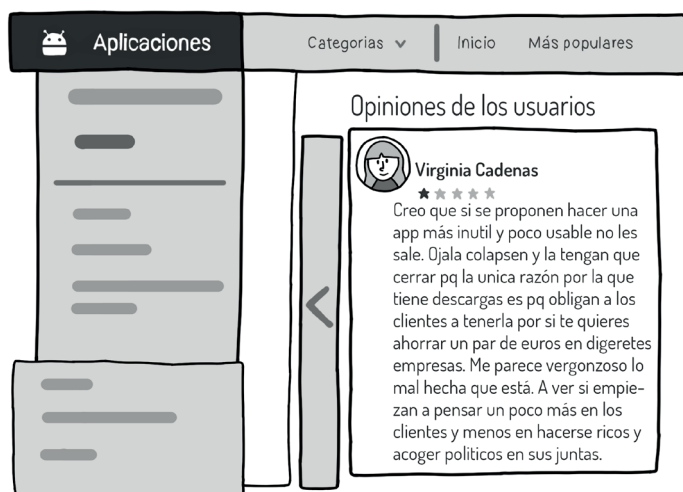 Aplicaciones
Categorias
Inicio
Más populares
Opiniones de los usuarios
Virginia Cadenas
Creo que si se proponen hacer una
app más inutil y poco usable no les
sale. Ojala colapsen y la tengan que
cerrar pq la unica razón por la que
tiene descargas es pq obligan a los
clientes a tenerla por si te quieres
ahorrar un par de euros en digeretes
empresas. Me parece vergonzoso lo
mal hecha que está. A ver si empie-
zan a pensar un poco más en los
clientes y menos en hacerse ricos y
acoger politicos en sus juntas.